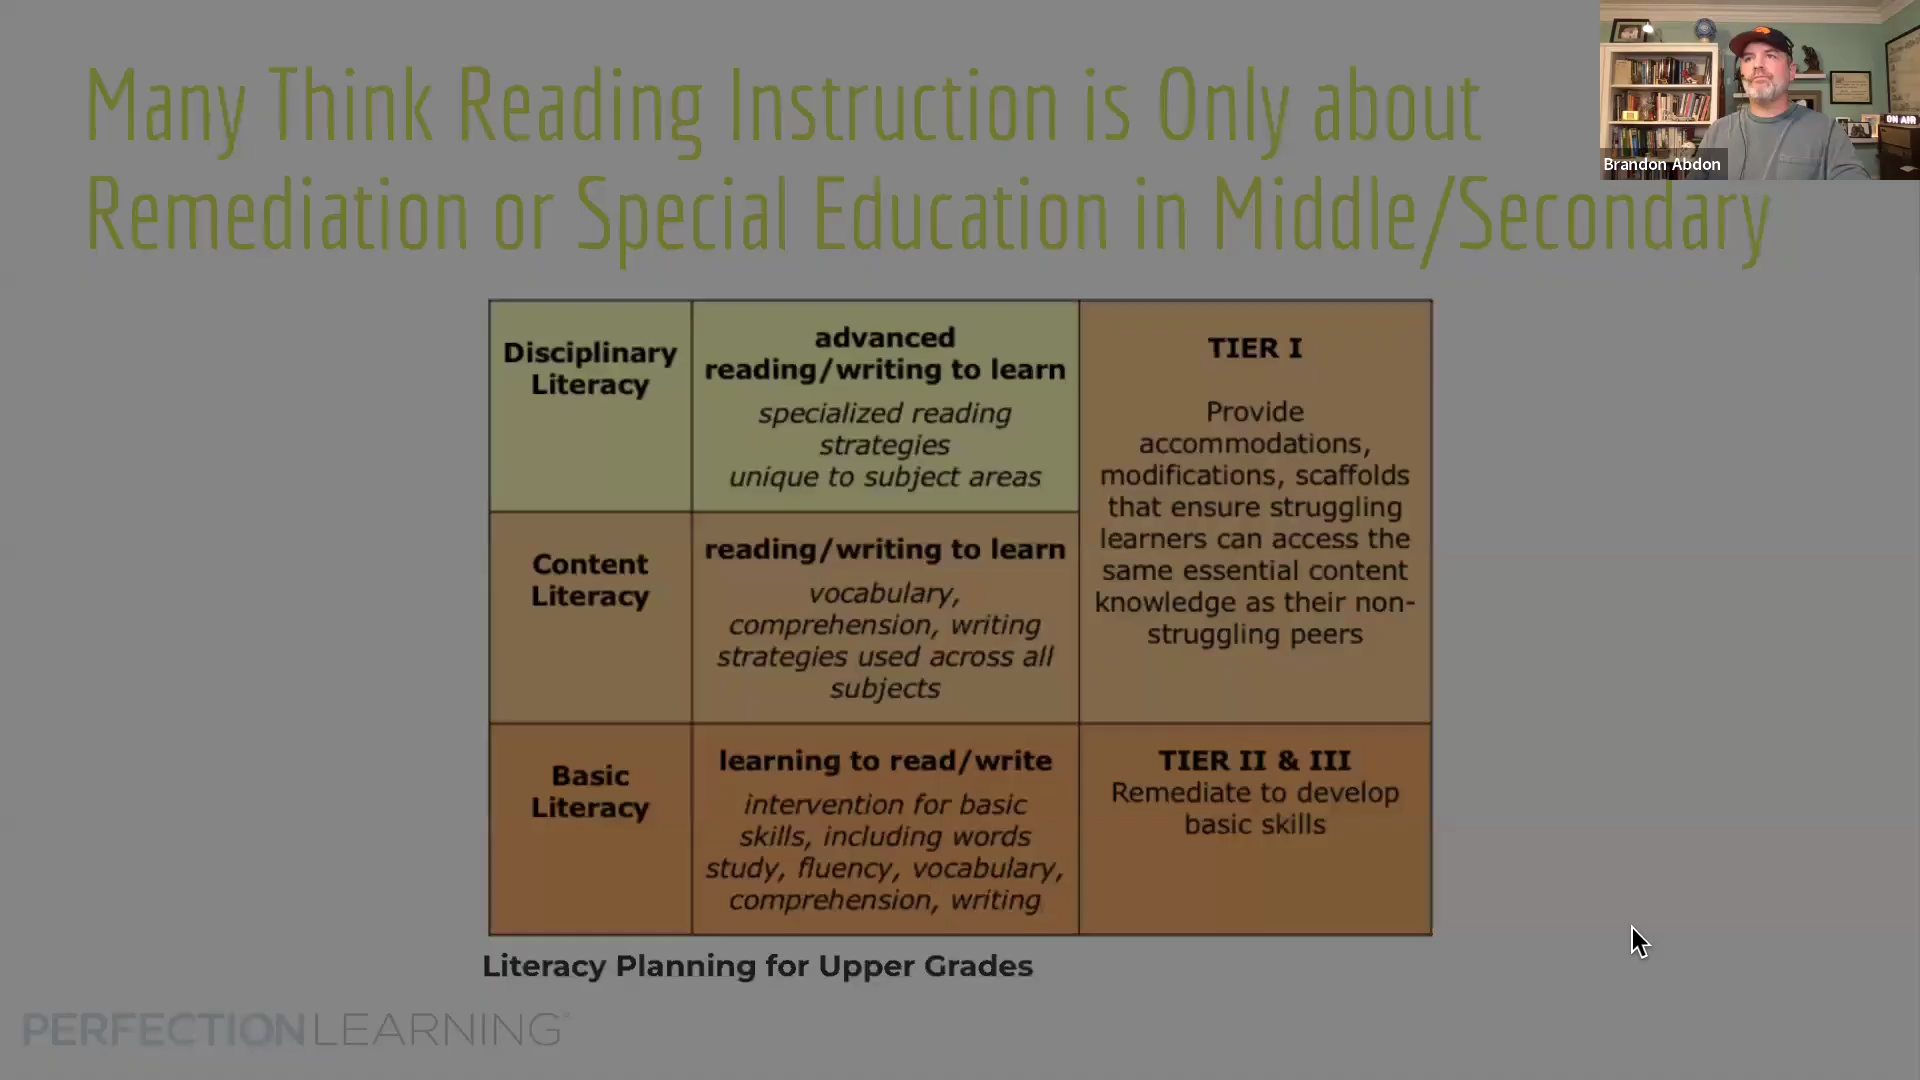 Many Think Reading Instruction is Only about
Remediation or Special Education in Middle/Secondary
ON AIR
Brandon Abdon
Disciplinary
Literacy
advanced
reading/writing to learn
specialized reading
strategies
unique to subject areas
TIER I
Provide
accommodations,
modifications, scaffolds
that ensure struggling
learners can access the
same essential content
knowledge as their non-
struggling peers
Content
Literacy
reading/writing to learn
vocabulary,
comprehension, writing
strategies used across all
subjects
Basic
Literacy
learning to read/write
intervention for basic
skills, including words
study, fluency, vocabulary,
comprehension, writing
TIER II & III
Remediate to develop
basic skills
Literacy Planning for Upper Grades
PERFECTION LEARNING